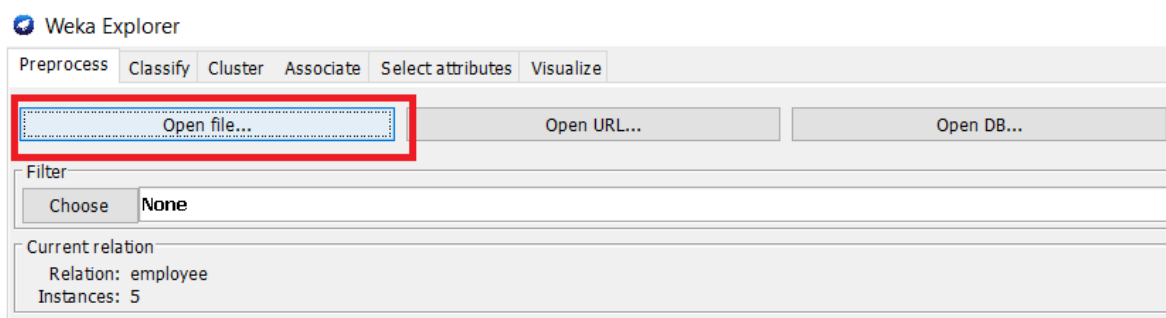 Weka Explorer
Preprocess Classify Cluster Associate Select attributes Visualize
Open file... Open URL... Open DB...
Filter
Choose None
Current relation
Relation: employee
Instances: 5